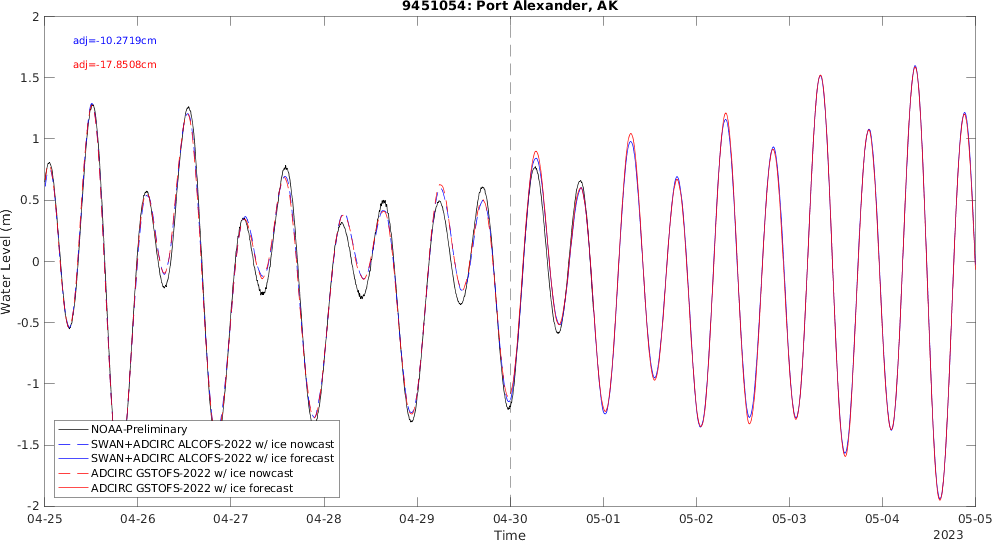 9451054: Port Alexander, AK
adj=-10.2719cm
adj=-17.8508cm
Water Level (m)
2
1.5
1
0.5
0
-0.5
-1
-1.5
-2
NOAA-Preliminary
SWAN+ADCIRC ALCOFS-2022 w/ ice nowcast
SWAN+ADCIRC ALCOFS-2022 w/ ice forecast
ADCIRC GSTOFS-2022 w/ ice nowcast
ADCIRC GSTOFS-2022 w/ ice forecast
04-25 04-26 04-27 04-28 04-29 04-30 05-01 05-02 05-03 05-04 05-05
Time
2023